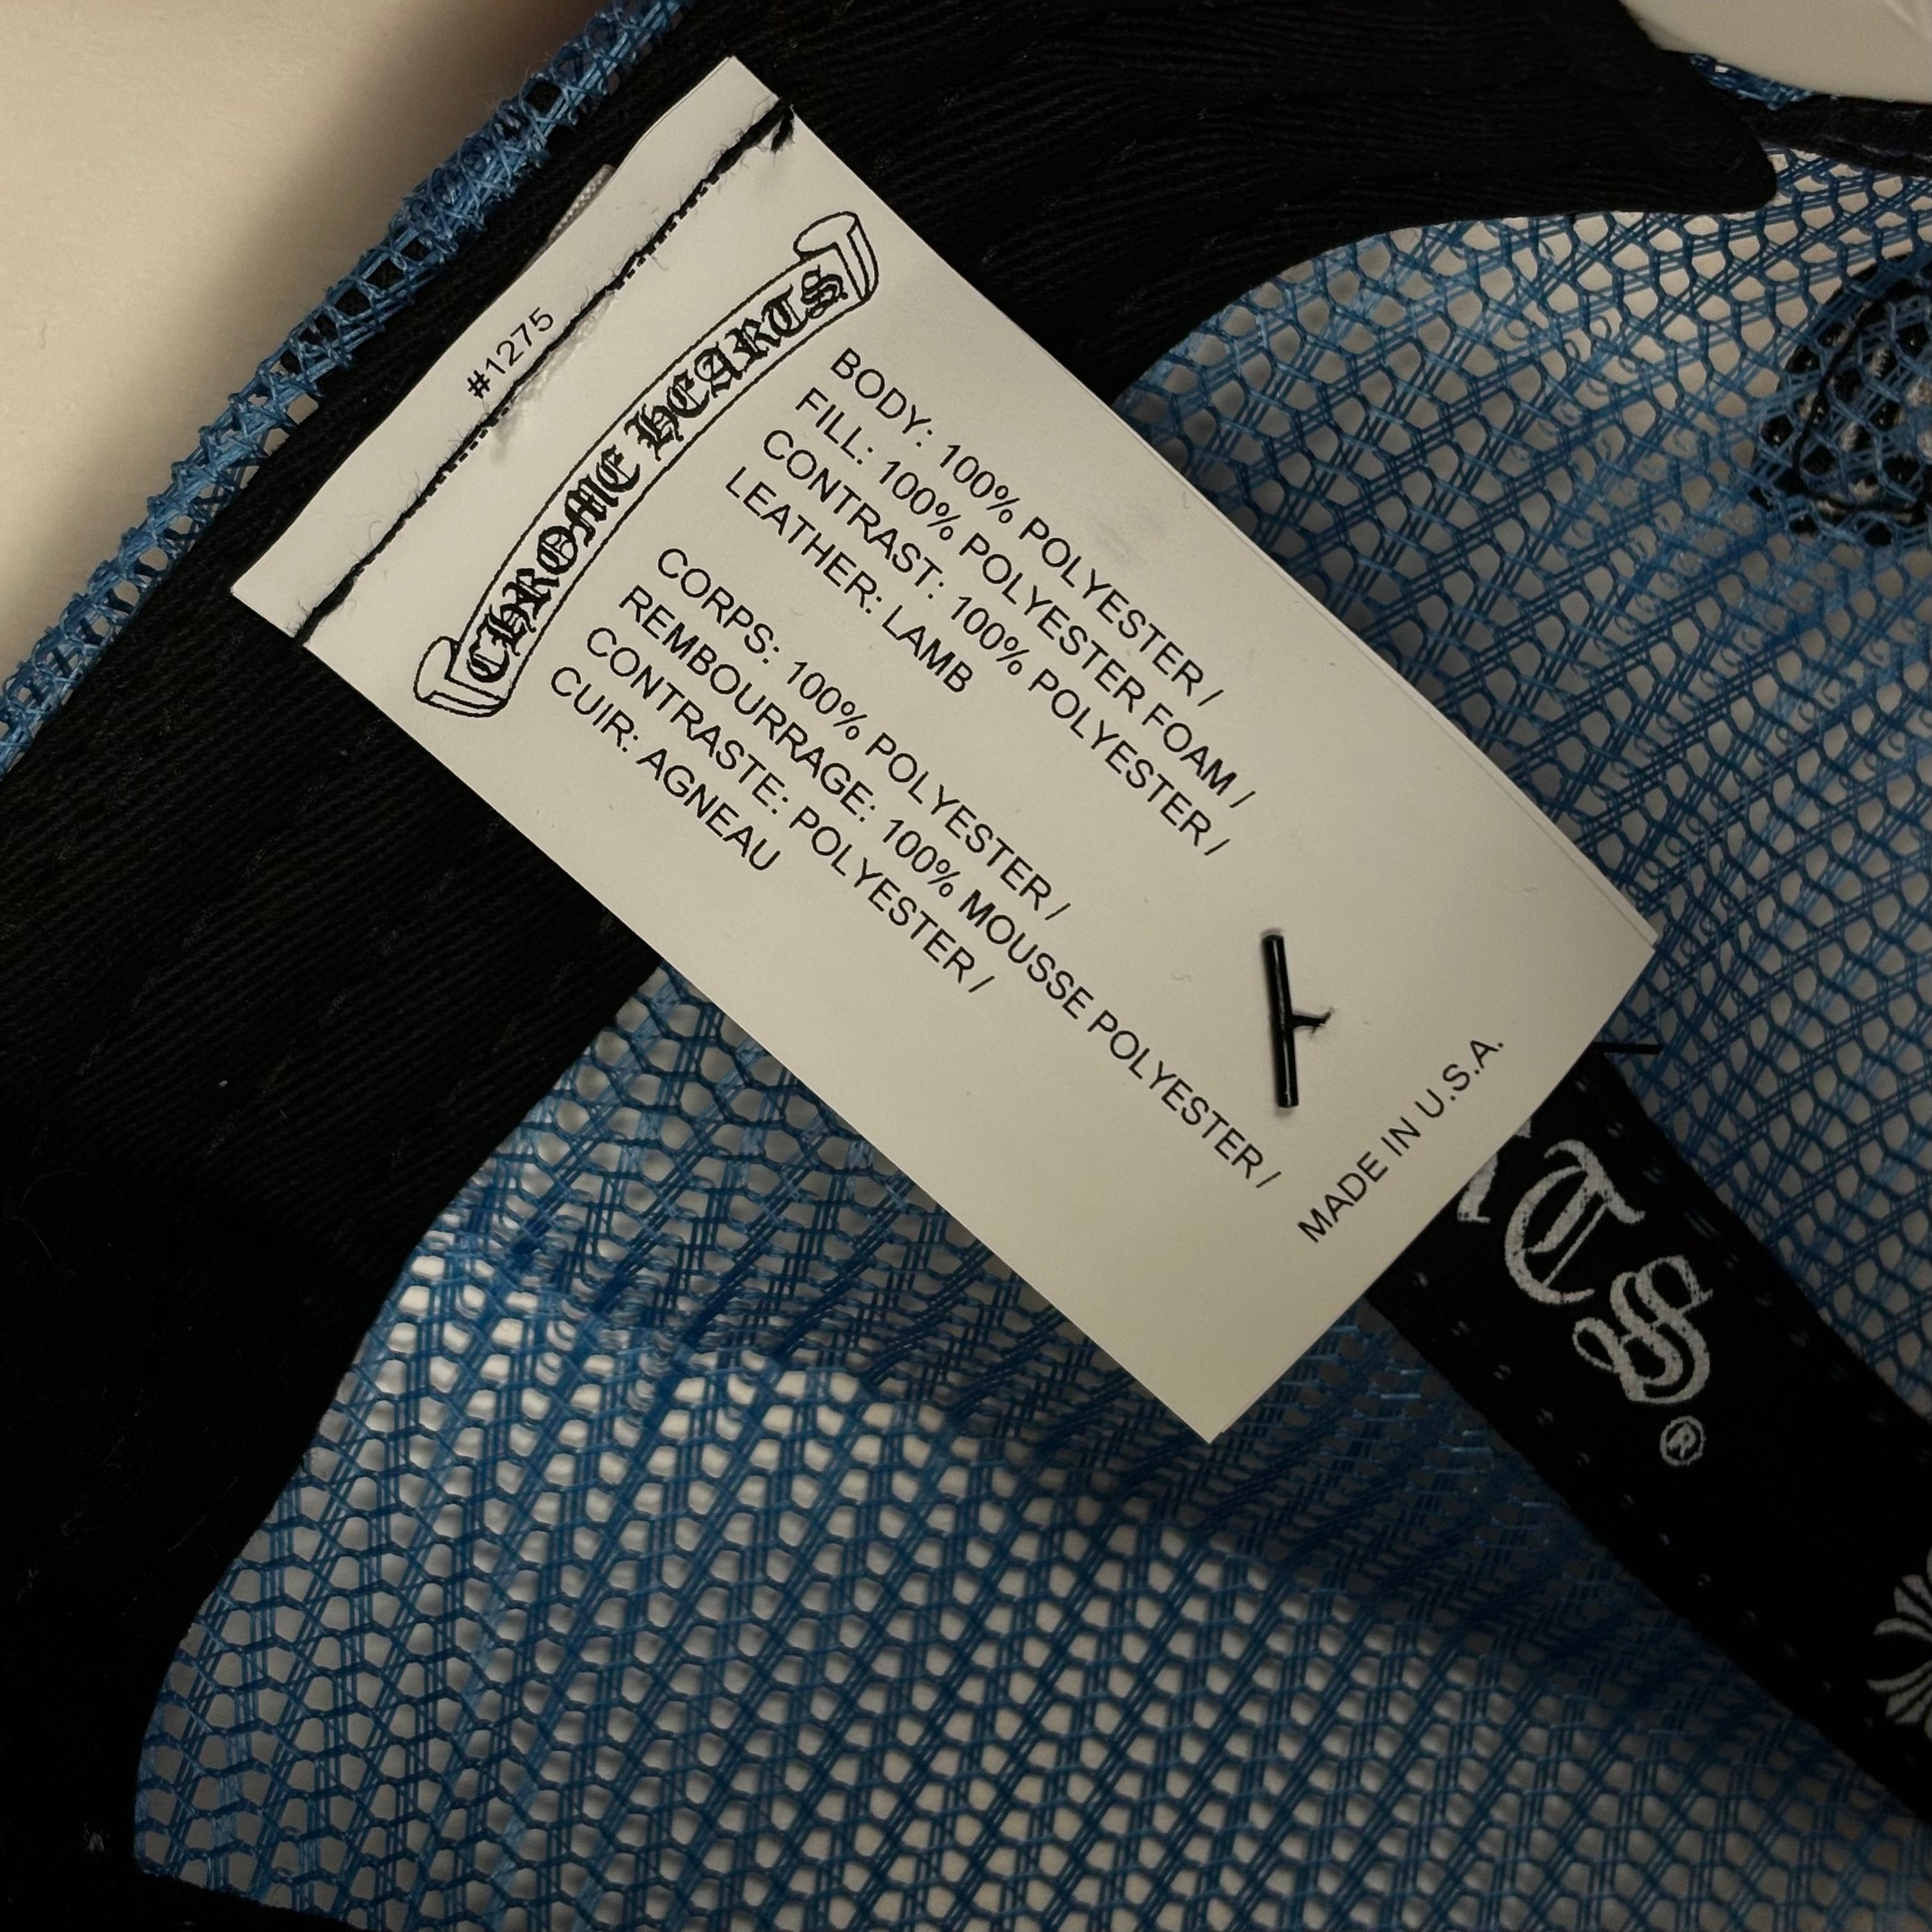 #1275
CHROME HEARTS
BODY: 100% POLYESTER /
FILL: 100% POLYESTER FOAM /
CONTRAST: 100% POLYESTER /
LEATHER: LAMB
CORPS: 100% POLYESTER /
REMBOURRAGE: 100% MOUSSE POLYESTER /
CONTRASTE: POLYESTER /
CUIR: AGNEAU
MADE IN U.S.A.
TS®